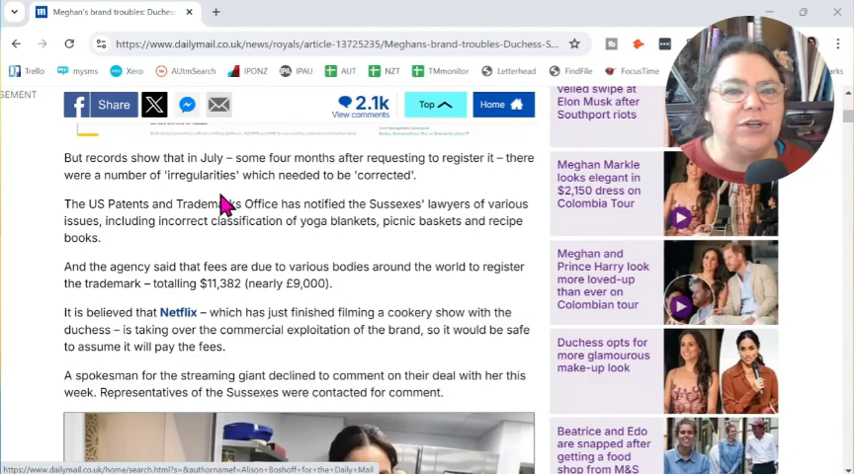 Meghan's brand troubles: Duchess
https://www.dailymail.co.uk/news/royals/article-13725235/Meghans-brand-troubles-Duchess-S...
Trello
mysms
Xero
AUtmSearch
IPONZ
IPAU
AUT
NZT
TMmonitor
Letterhead
FindFile
FocusTime
SEMENT
Share
2.1k
View comments
Top
Home
But records show that in July – some four months after requesting to register it – there
were a number of 'irregularities' which needed to be 'corrected'.
The US Patents and Trademarks Office has notified the Sussexes' lawyers of various
issues, including incorrect classification of yoga blankets, picnic baskets and recipe
books.
And the agency said that fees are due to various bodies around the world to register
the trademark – totalling $11,382 (nearly £9,000).
It is believed that Netflix – which has just finished filming a cookery show with the
duchess – is taking over the commercial exploitation of the brand, so it would be safe
to assume it will pay the fees.
A spokesman for the streaming giant declined to comment on their deal with her this
week. Representatives of the Sussexes were contacted for comment.
veiled swipe at
Elon Musk after
Southport riots
Meghan Markle
looks elegant in
$2,150 dress on
Colombia Tour
Meghan and
Prince Harry look
more loved-up
than ever on
Colombian tour
Duchess opts for
more glamourous
make-up look
Beatrice and Edo
are snapped after
getting a food
shop from M&S
https://www.dailymail.co.uk/home/search.html?s=&authornamef=Alison+Boshoff+for+the+Daily+Mail